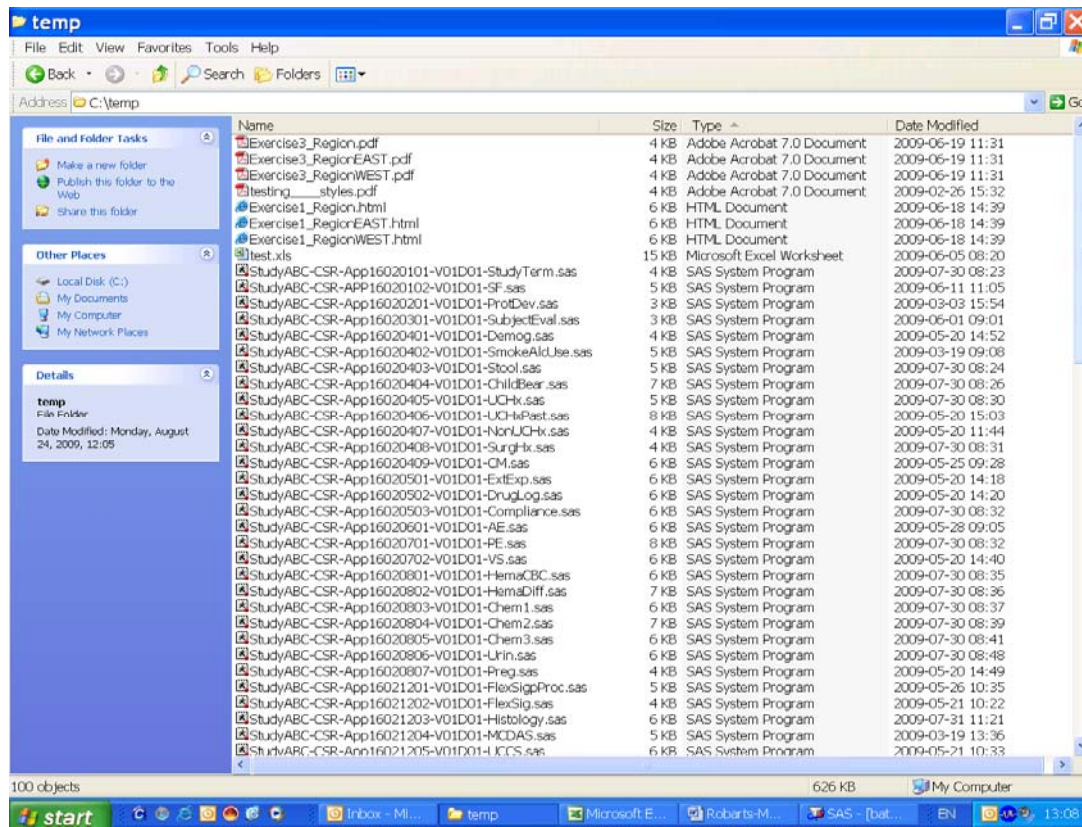 temp
File Edit View Favorites Tools Help
Back Search Folders
Address C:\temp Go
File and Folder Tasks
Make a new folder
Publish this folder to the
Web
Share this folder
Other Places
Local Disk (C:)
My Documents
My Computer
My Network Places
Details
temp
File Folder
Date Modified: Monday, August
24, 2009, 12:05
Name Size Type Date Modified
Exercise3_Region.pdf 4 KB Adobe Acrobat 7.0 Document 2009-06-19 11:31
Exercise3_RegionEAST.pdf 4 KB Adobe Acrobat 7.0 Document 2009-06-19 11:31
Exercise3_RegionWEST.pdf 4 KB Adobe Acrobat 7.0 Document 2009-06-19 11:31
testing____styles.pdf 4 KB Adobe Acrobat 7.0 Document 2009-02-26 15:32
Exercise1_Region.html 6 KB HTML Document 2009-06-18 14:39
Exercise1_RegionEAST.html 6 KB HTML Document 2009-06-18 14:39
Exercise1_RegionWEST.html 6 KB HTML Document 2009-06-18 14:39
test.xls 15 KB Microsoft Excel Worksheet 2009-06-05 08:20
StudyABC-CSR-App16020101-V01D01-StudyTerm.sas 4 KB SAS System Program 2009-07-30 08:23
StudyABC-CSR-APP16020102-V01D01-SF.sas 5 KB SAS System Program 2009-06-11 11:05
StudyABC-CSR-App16020201-V01D01-ProtDev.sas 3 KB SAS System Program 2009-03-03 15:54
StudyABC-CSR-App16020301-V01D01-SubjectEval.sas 3 KB SAS System Program 2009-06-01 09:01
StudyABC-CSR-App16020401-V01D01-Demog.sas 4 KB SAS System Program 2009-05-20 14:52
StudyABC-CSR-App16020402-V01D01-SmokeAlcUse.sas 5 KB SAS System Program 2009-03-19 09:08
StudyABC-CSR-App16020403-V01D01-Stool.sas 5 KB SAS System Program 2009-07-30 08:24
StudyABC-CSR-App16020404-V01D01-ChildBear.sas 7 KB SAS System Program 2009-07-30 08:26
StudyABC-CSR-App16020405-V01D01-UCHx.sas 5 KB SAS System Program 2009-07-30 08:30
StudyABC-CSR-App16020406-V01D01-UCHxPast.sas 8 KB SAS System Program 2009-05-20 15:03
StudyABC-CSR-App16020407-V01D01-NonUCHx.sas 4 KB SAS System Program 2009-05-20 11:44
StudyABC-CSR-App16020408-V01D01-SurgHx.sas 4 KB SAS System Program 2009-07-30 08:31
StudyABC-CSR-App16020409-V01D01-CM.sas 6 KB SAS System Program 2009-05-25 09:28
StudyABC-CSR-App16020501-V01D01-ExtExp.sas 6 KB SAS System Program 2009-05-20 14:18
StudyABC-CSR-App16020502-V01D01-DrugLog.sas 6 KB SAS System Program 2009-05-20 14:20
StudyABC-CSR-App16020503-V01D01-Compliance.sas 6 KB SAS System Program 2009-07-30 08:32
StudyABC-CSR-App16020601-V01D01-AE.sas 6 KB SAS System Program 2009-05-28 09:05
StudyABC-CSR-App16020701-V01D01-PE.sas 8 KB SAS System Program 2009-07-30 08:32
StudyABC-CSR-App16020702-V01D01-VS.sas 6 KB SAS System Program 2009-05-20 14:40
StudyABC-CSR-App16020801-V01D01-HemaCBC.sas 6 KB SAS System Program 2009-07-30 08:35
StudyABC-CSR-App16020802-V01D01-HemaDiff.sas 7 KB SAS System Program 2009-07-30 08:36
StudyABC-CSR-App16020803-V01D01-Chem1.sas 6 KB SAS System Program 2009-07-30 08:37
StudyABC-CSR-App16020804-V01D01-Chem2.sas 7 KB SAS System Program 2009-07-30 08:39
StudyABC-CSR-App16020805-V01D01-Chem3.sas 6 KB SAS System Program 2009-07-30 08:41
StudyABC-CSR-App16020806-V01D01-Urin.sas 6 KB SAS System Program 2009-07-30 08:48
StudyABC-CSR-App16020807-V01D01-Preg.sas 4 KB SAS System Program 2009-05-20 14:49
StudyABC-CSR-App16021201-V01D01-FlexSigpProc.sas 5 KB SAS System Program 2009-05-26 10:35
StudyABC-CSR-App16021202-V01D01-FlexSig.sas 4 KB SAS System Program 2009-05-21 10:22
StudyABC-CSR-App16021203-V01D01-Histology.sas 6 KB SAS System Program 2009-07-31 11:21
StudyABC-CSR-App16021204-V01D01-MCDAS.sas 5 KB SAS System Program 2009-03-19 13:36
StudyABC-CSR-App16021205-V01D01-UCCS.sas 6 KB SAS System Program 2009-05-21 10:33
100 objects 626 KB My Computer
start Inbox - Mi... temp Microsoft E... Robarts-M... SAS - [bat... EN 13:08